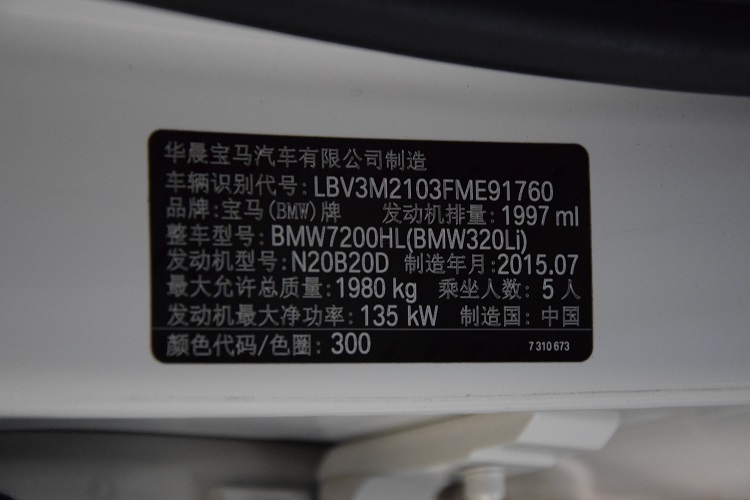 华晨宝马汽车有限公司制造
车辆识别代号: LBV3M2103FME91760
品牌:宝马(BMW)牌 发动机排量: 1997 ml
整车型号: BMW7200HL(BMW320Li)
发动机型号: N20B20D 制造年月:2015.07
最大允许总质量: 1980 kg 乘坐人数: 5 人
发动机最大净功率: 135 kW 制造国: 中国
颜色代码/色圈: 300 7 310 673